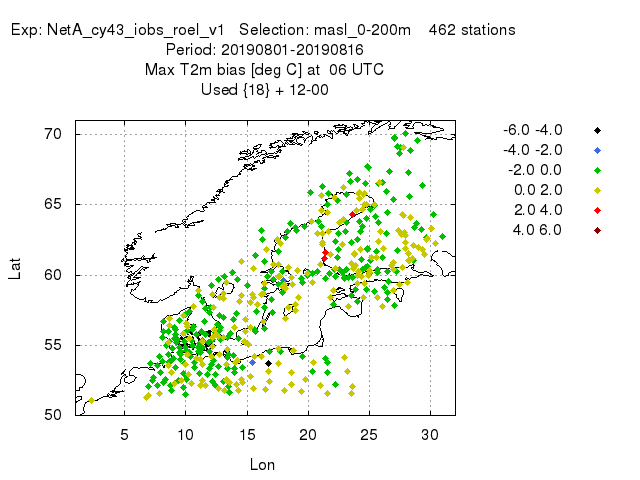 Exp: NetA_cy43_iobs_roel_v1 Selection: masl_0-200m 462 stations
Period: 20190801-20190816
Max T2m bias [deg C] at 06 UTC
Used {18} + 12-00
-6.0 -4.0
-4.0 -2.0
-2.0 0.0
0.0 2.0
2.0 4.0
4.0 6.0
70
65
60
55
50
Lat
5 10 15 20 25 30
Lon